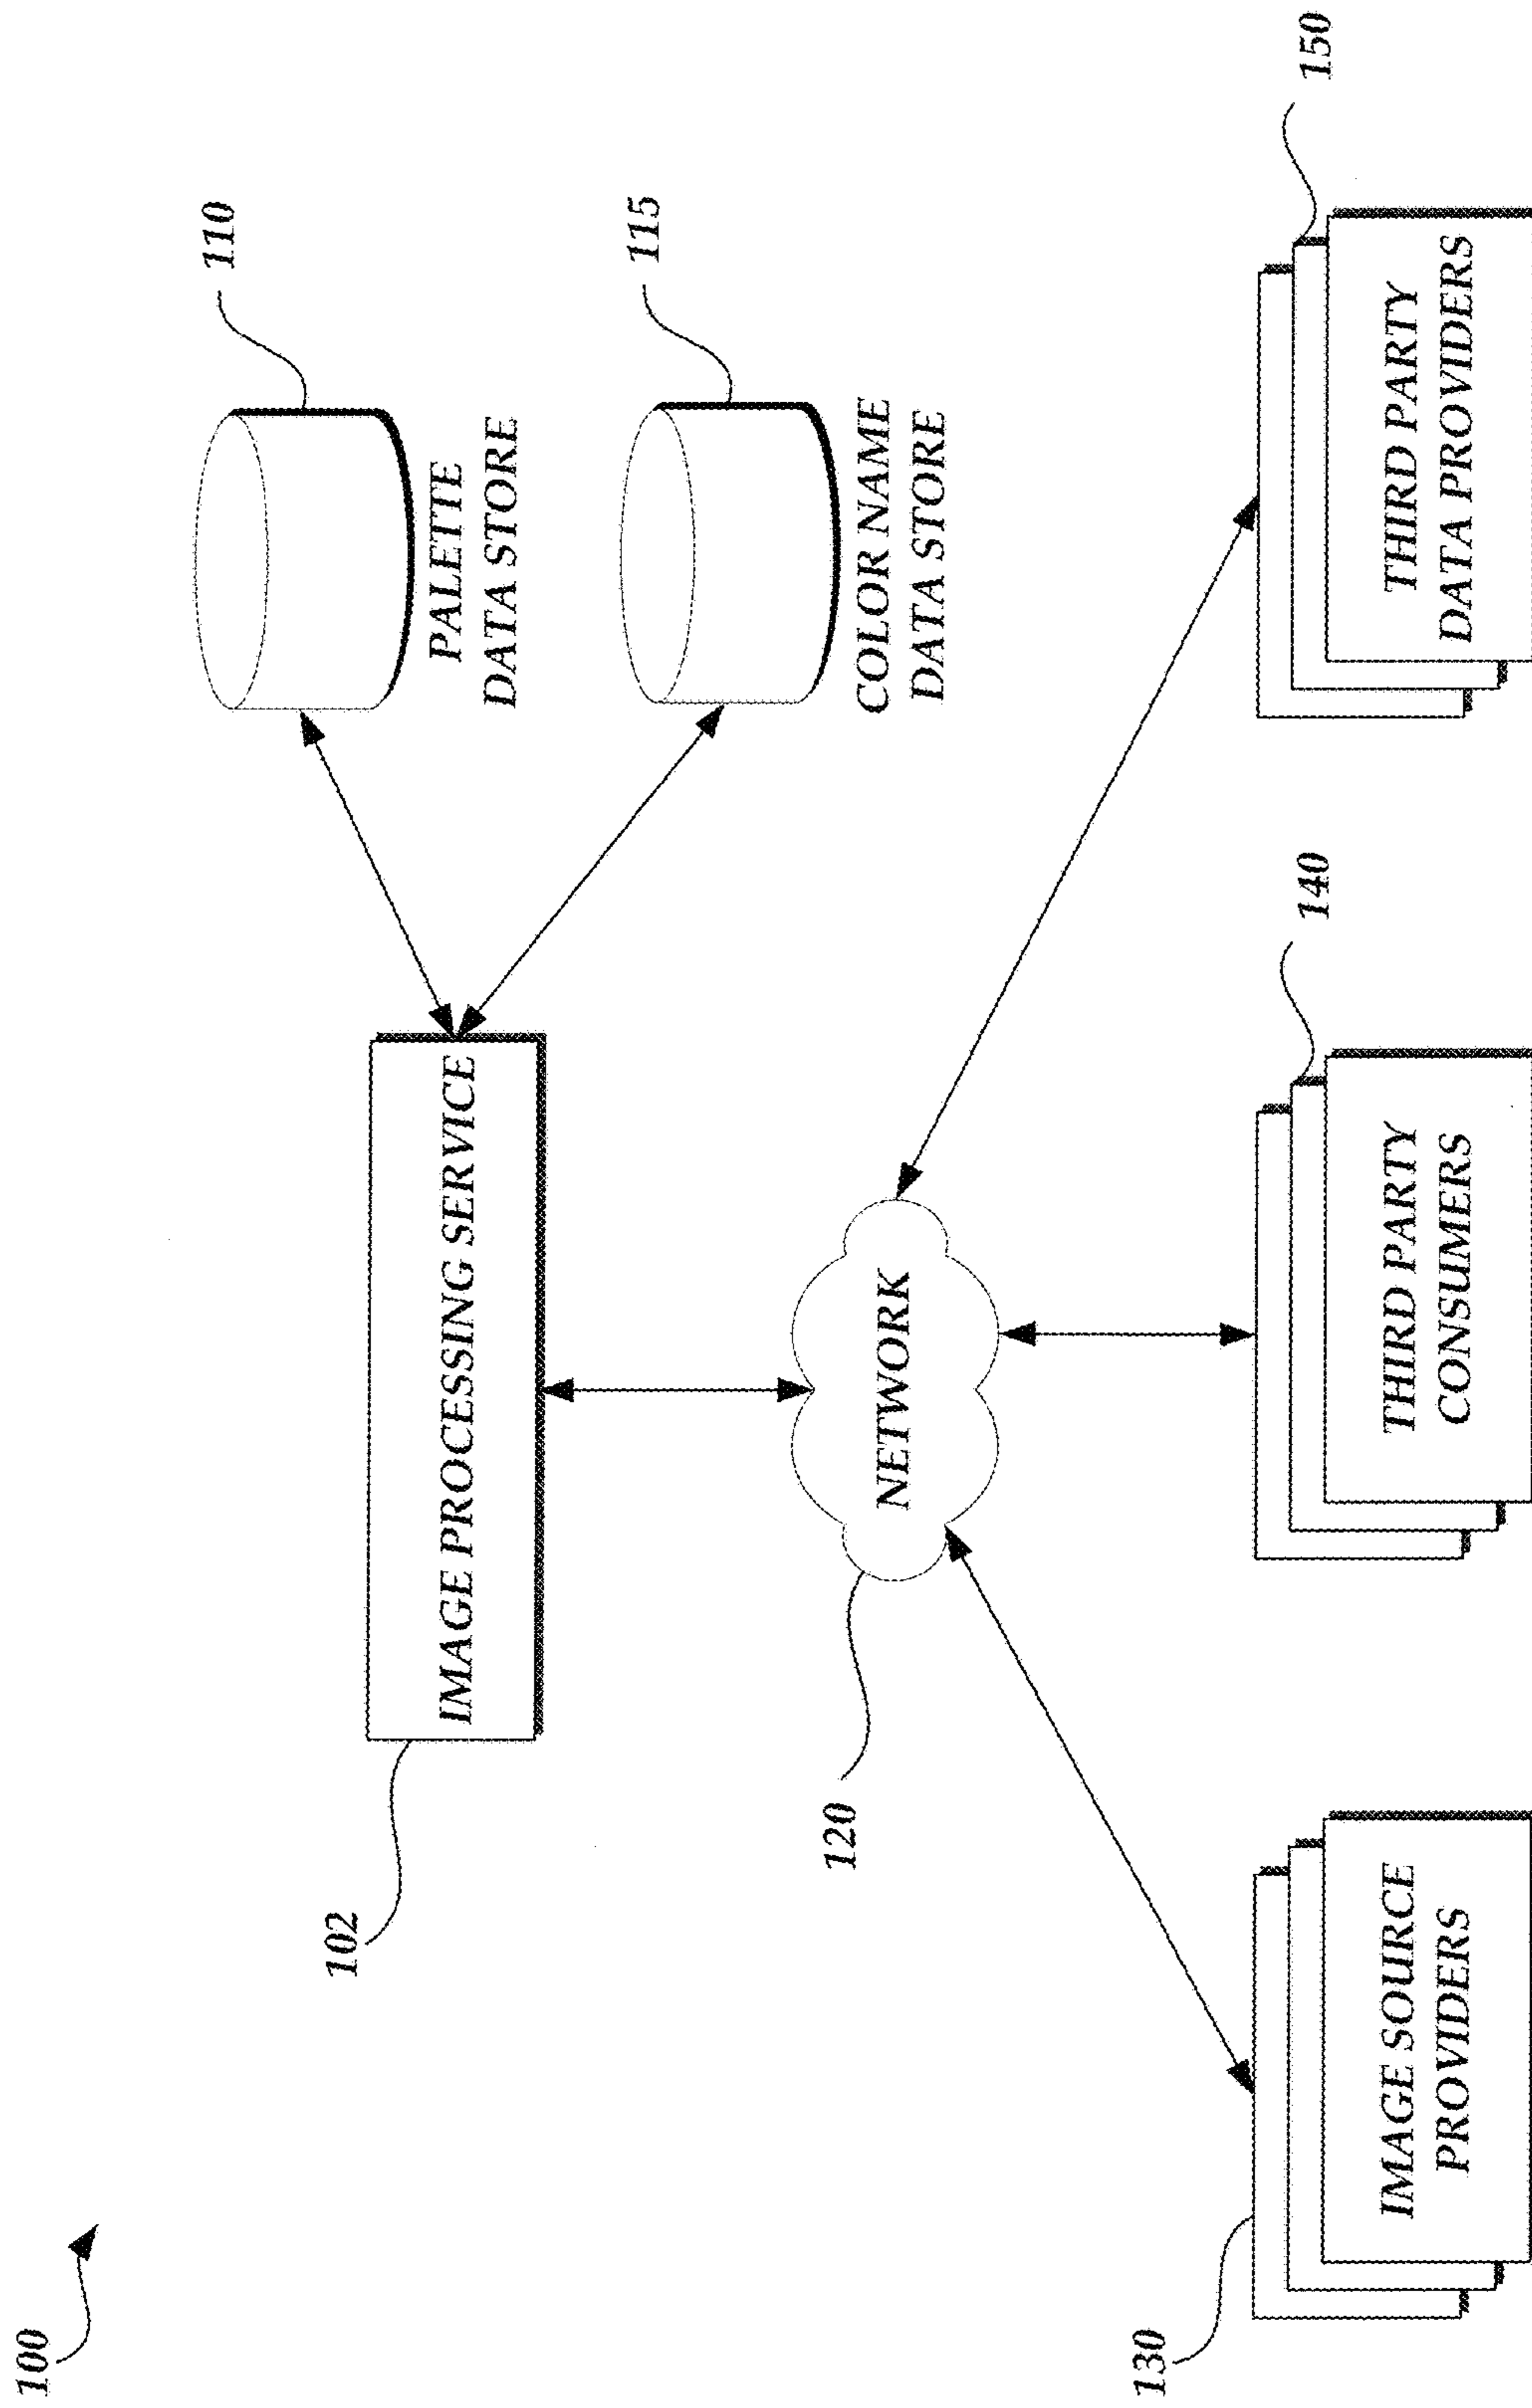 100
110
PALETTE
DATA STORE
102
IMAGE PROCESSING SERVICE
115
COLOR NAME
DATA STORE
120
NETWORK
130
IMAGE SOURCE
PROVIDERS
140
THIRD PARTY
CONSUMERS
150
THIRD PARTY
DATA PROVIDERS